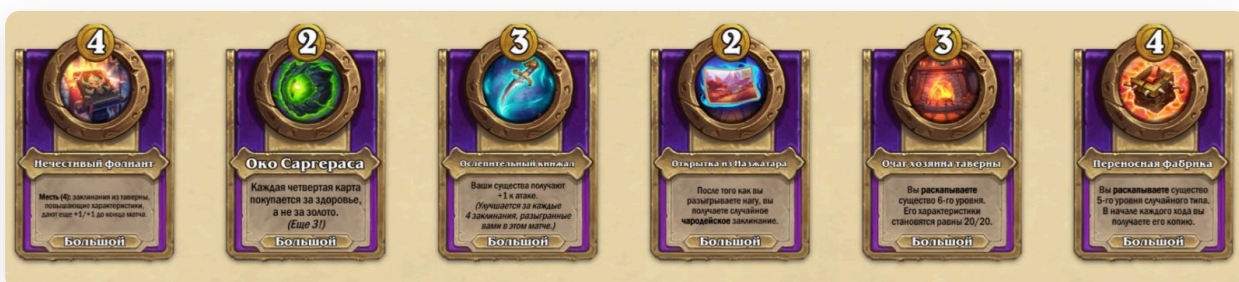 4
Нечестивый фолиант
Месть (4): заклинания из таверны,
повышающие характеристики,
дают еще +1/+1 до конца матча.
Большой
2
Око Саргераса
Каждая четвертая карта
покупается за здоровье,
а не за золото.
(Еще 3!)
Большой
3
Ослепительный кинжал
Ваши существа получают
+1 к атаке.
(Улучшается за каждые
4 заклинания, разыгранные
вами в этом матче.)
Большой
2
Открытка из Назжатара
После того как вы
разыгрываете нагу, вы
получаете случайное
чародейское заклинание.
Большой
3
Очаг хозяина таверны
Вы раскапываете
существо 6-го уровня.
Его характеристики
становятся равны 20/20.
Большой
4
Переносная фабрика
Вы раскапываете существо
5-го уровня случайного типа.
В начале каждого хода вы
получаете его копию.
Большой